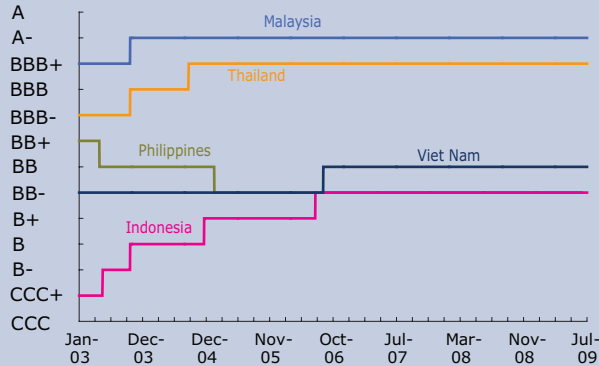 A
Malaysia
A-
BBB+
Thailand
BBB
BBB-
BB+
Philippines
Viet Nam
BB
BB-
B+
Indonesia
B
B-
CCC+
CCC
Jan-03
Dec-03
Dec-04
Nov-05
Oct-06
Jul-07
Mar-08
Nov-08
Jul-09